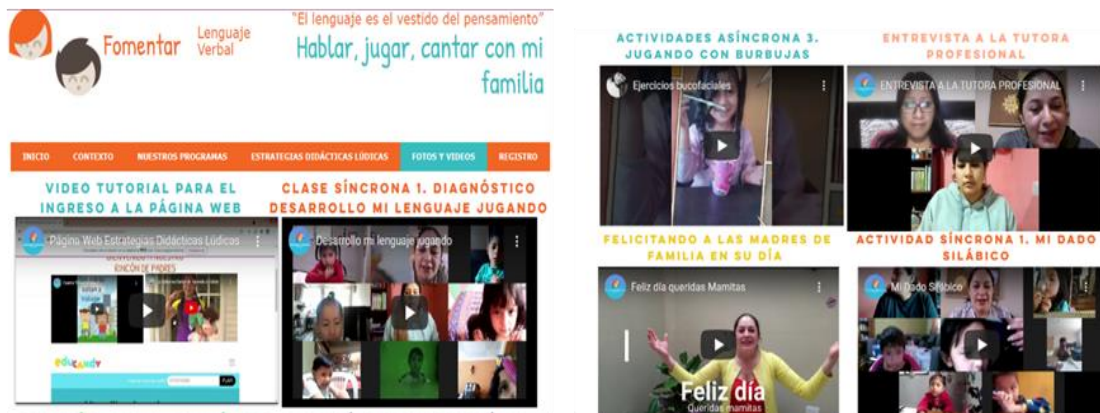 Fomentar Lenguaje Verbal
"El lenguaje es el vestido del pensamiento"
Hablar, jugar, cantar con mi
familia
INICIO CONTEXTO NUESTROS PROGRAMAS ESTRATEGIAS DIDÁCTICAS LÚDICAS FOTOS Y VIDEOS REGISTRO
VIDEO TUTORIAL PARA EL
INGRESO A LA PÁGINA WEB
Página Web Estrategias Didácticas Lúdicas
RINCÓN DE PADRES
EDUCANDY
PLAY
CLASE SÍNCRONA 1. DIAGNÓSTICO
DESARROLLO MI LENGUAJE JUGANDO
Desarrollo mi lenguaje jugando
ACTIVIDADES ASÍNCRONA 3.
JUGANDO CON BURBUJAS
Ejercicios bucofaciales
ENTREVISTA A LA TUTORA
PROFESIONAL
ENTREVISTA A LA TUTORA PROFESIONAL
FELICITANDO A LAS MADRES DE
FAMILIA EN SU DÍA
Feliz día queridas Mamitas
Feliz día
Queridas mamitas
ACTIVIDAD SÍNCRONA 1. MI DADO
SILÁBICO
Mi Dado Silábico